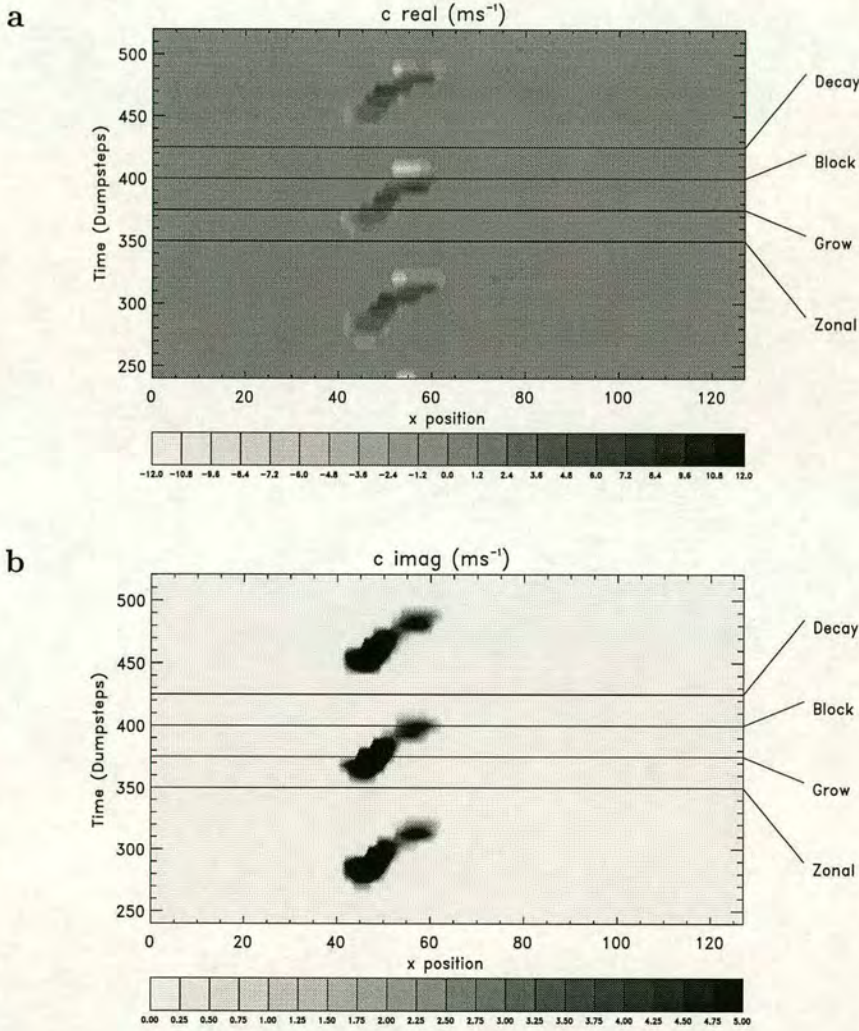 a
c real (ms⁻¹)
500
450
400
350
300
250
Time (Dumpsteps)
Decay
Block
Grow
Zonal
0 20 40 60 80 100 120
x position
-12.0 -10.8 -9.6 -8.4 -7.2 -6.0 -4.8 -3.6 -2.4 -1.2 0.0 1.2 2.4 3.6 4.8 6.0 7.2 8.4 9.6 10.8 12.0
b
c imag (ms⁻¹)
500
450
400
350
300
250
Time (Dumpsteps)
Decay
Block
Grow
Zonal
0 20 40 60 80 100 120
x position
0.00 0.25 0.50 0.75 1.00 1.25 1.50 1.75 2.00 2.25 2.50 2.75 3.00 3.25 3.50 3.75 4.00 4.25 4.50 4.75 5.00